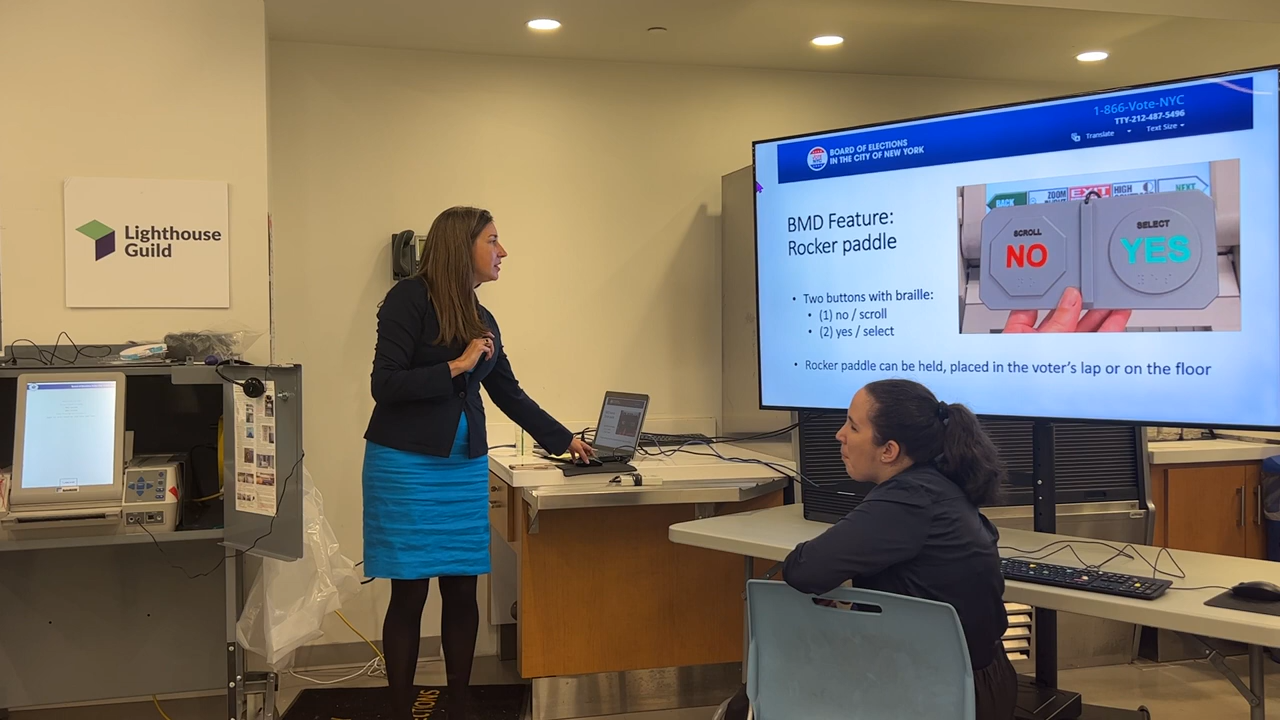 Lighthouse
Guild
1-866-Vote-NYC
TTY-212-487-5496
Translate
Text Size
BOARD OF ELECTIONS
IN THE CITY OF NEW YORK
VOTE
NYC
BMD Feature:
Rocker paddle
• Two buttons with braille:
• (1) no / scroll
• (2) yes / select
• Rocker paddle can be held, placed in the voter's lap or on the floor
BACK
ZOOM
EXIT
HIGH
NEXT
SCROLL
NO
SELECT
YES